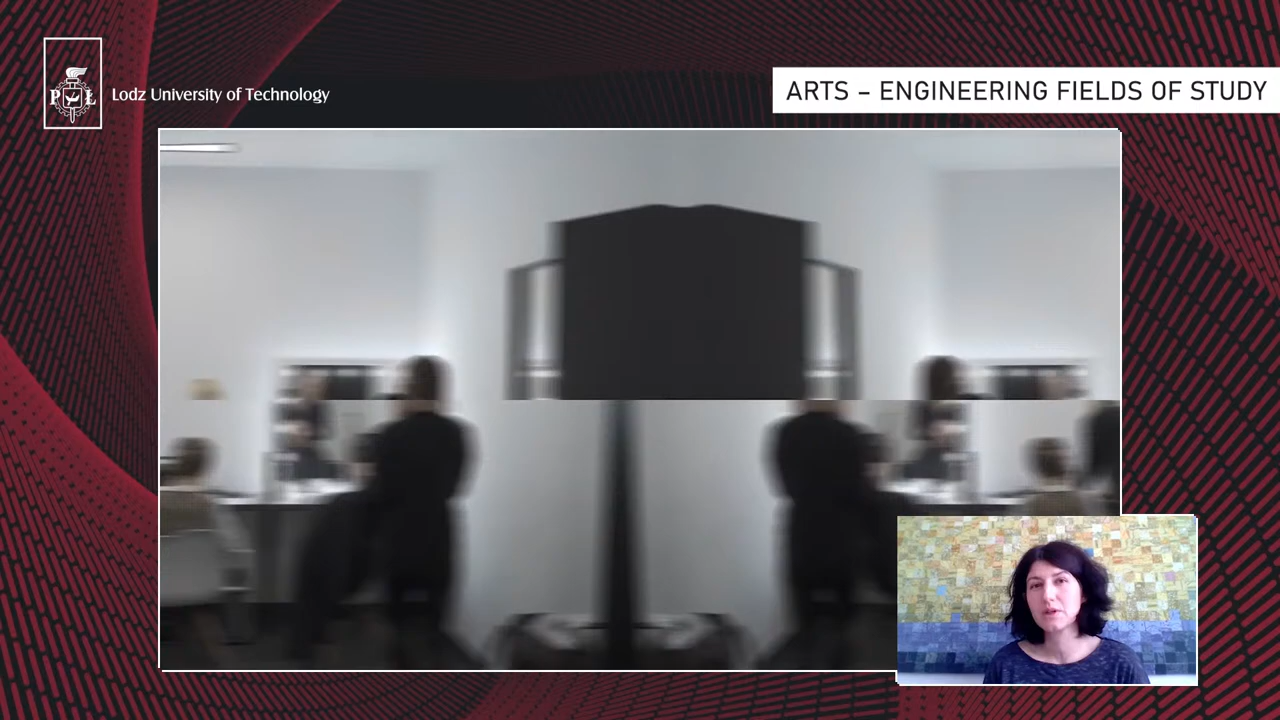 P Ł
Lodz University of Technology
ARTS – ENGINEERING FIELDS OF STUDY